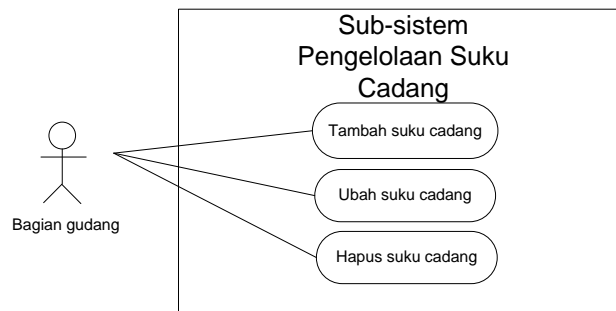 Sub-sistem
Pengelolaan Suku
Cadang
Tambah suku cadang
Ubah suku cadang
Hapus suku cadang
Bagian gudang